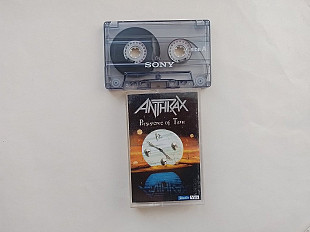 A
SONY
ANTHRAX
PERSISTENCE OF TIME